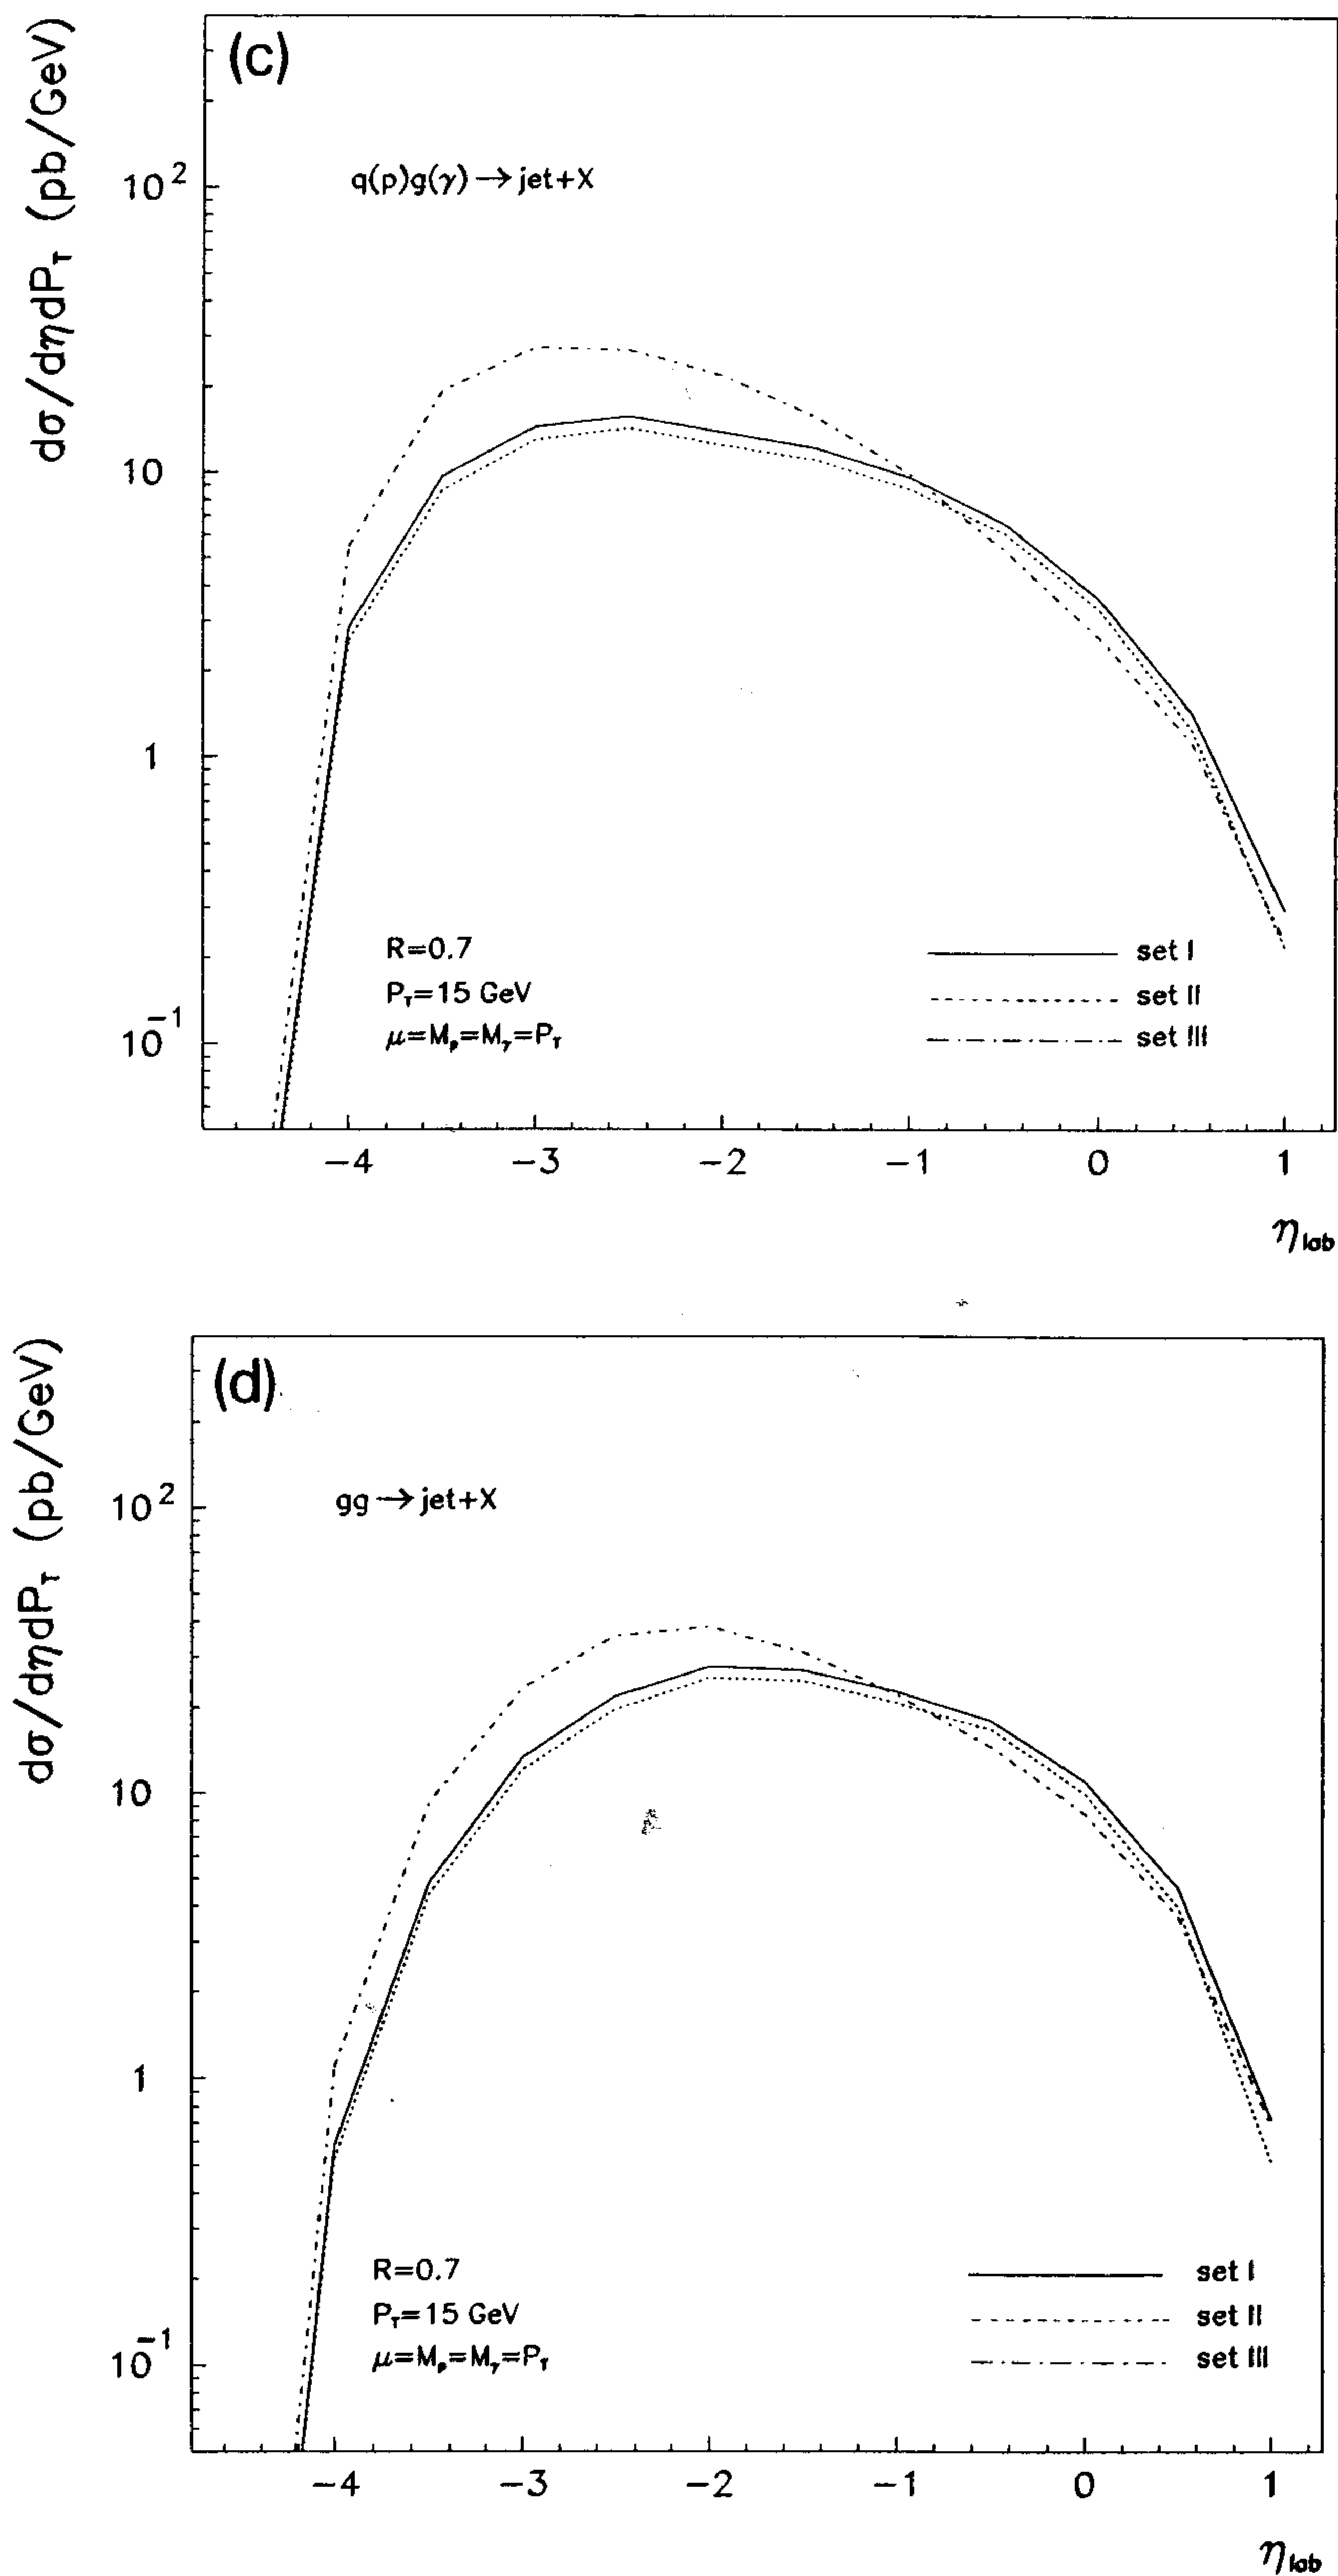 (c)
dσ/dηdP_T (pb/GeV)
q(p)g(γ)→jet+X
10^2
10
1
10^-1
R=0.7
P_T=15 GeV
μ=M_p=M_γ=P_T
set I
set II
set III
−4 −3 −2 −1 0 1
η_lab
(d)
dσ/dηdP_T (pb/GeV)
gg→jet+X
10^2
10
1
10^-1
R=0.7
P_T=15 GeV
μ=M_p=M_γ=P_T
set I
set II
set III
−4 −3 −2 −1 0 1
η_lab